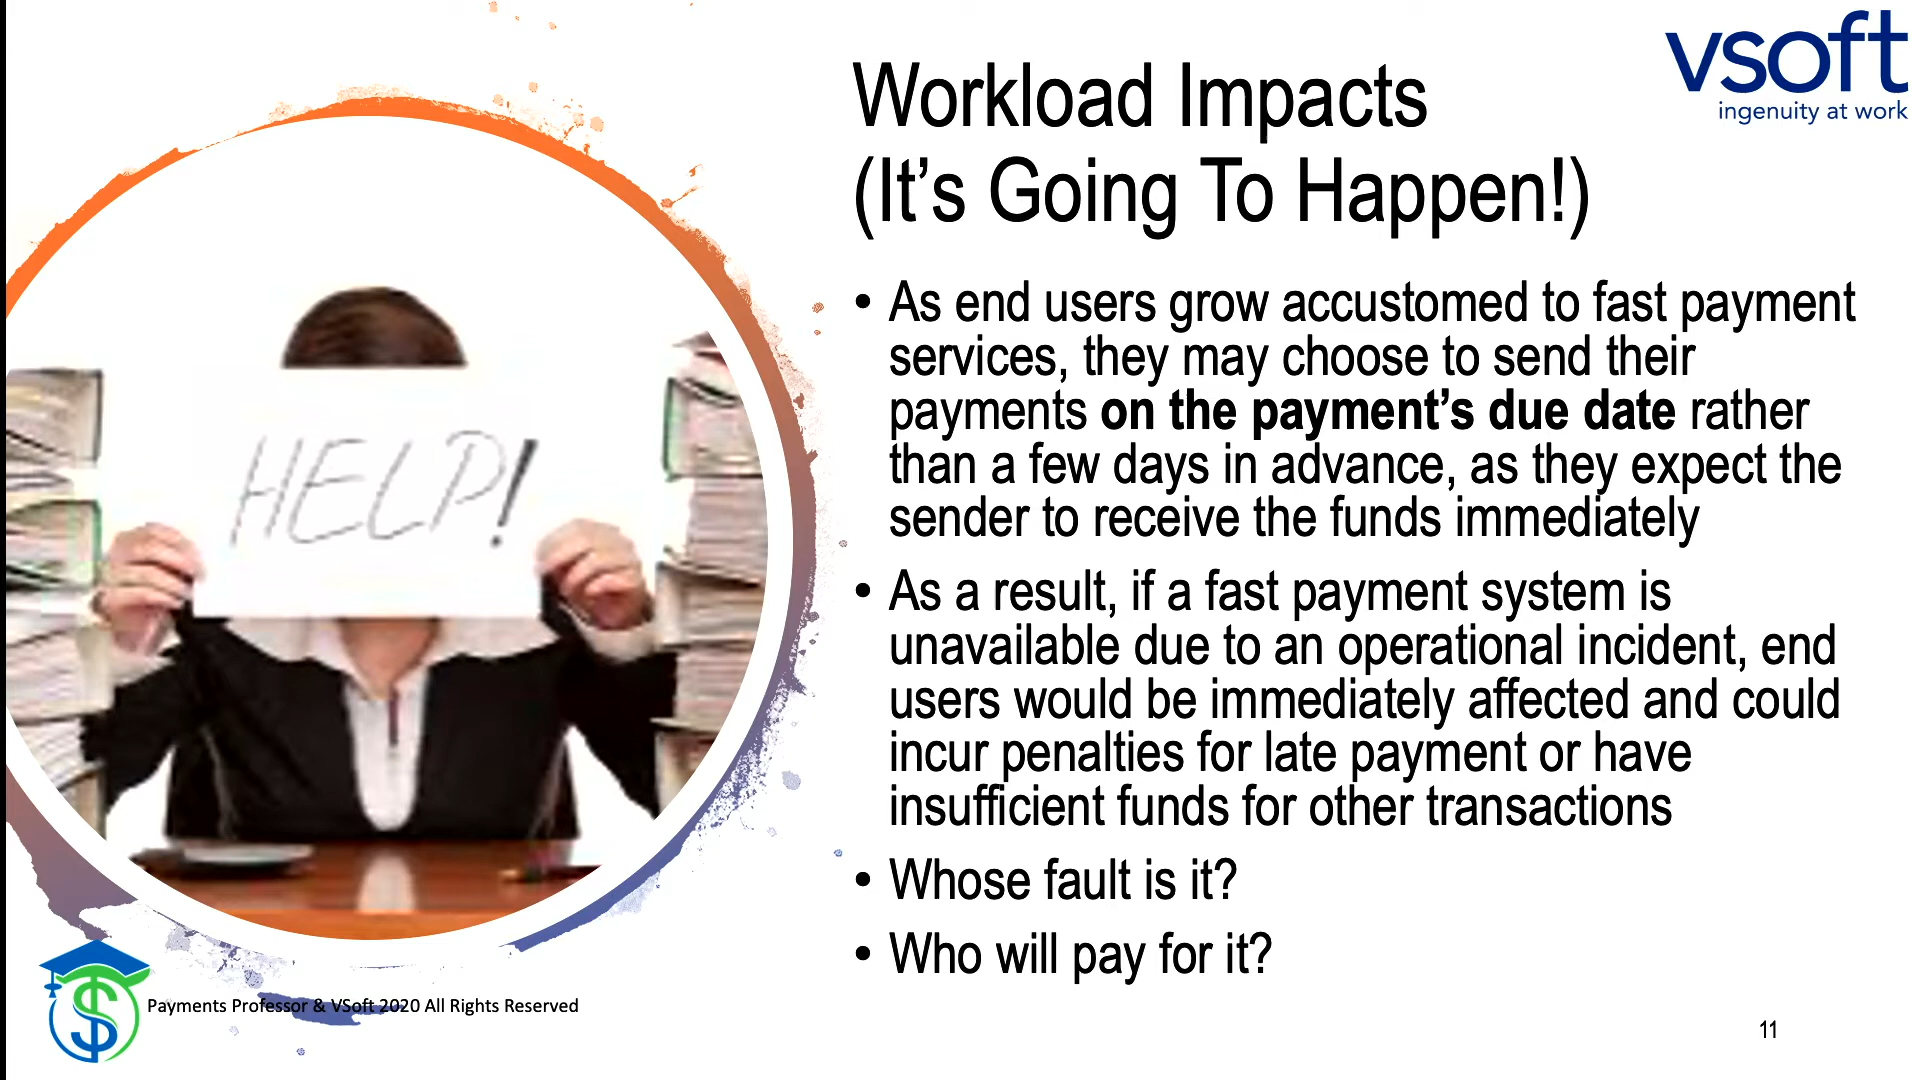 vsoft
ingenuity at work
Workload Impacts
(It’s Going To Happen!)
HELP!
• As end users grow accustomed to fast payment
services, they may choose to send their
payments on the payment’s due date rather
than a few days in advance, as they expect the
sender to receive the funds immediately
• As a result, if a fast payment system is
unavailable due to an operational incident, end
users would be immediately affected and could
incur penalties for late payment or have
insufficient funds for other transactions
• Whose fault is it?
• Who will pay for it?
$
Payments Professor & VSoft 2020 All Rights Reserved
11